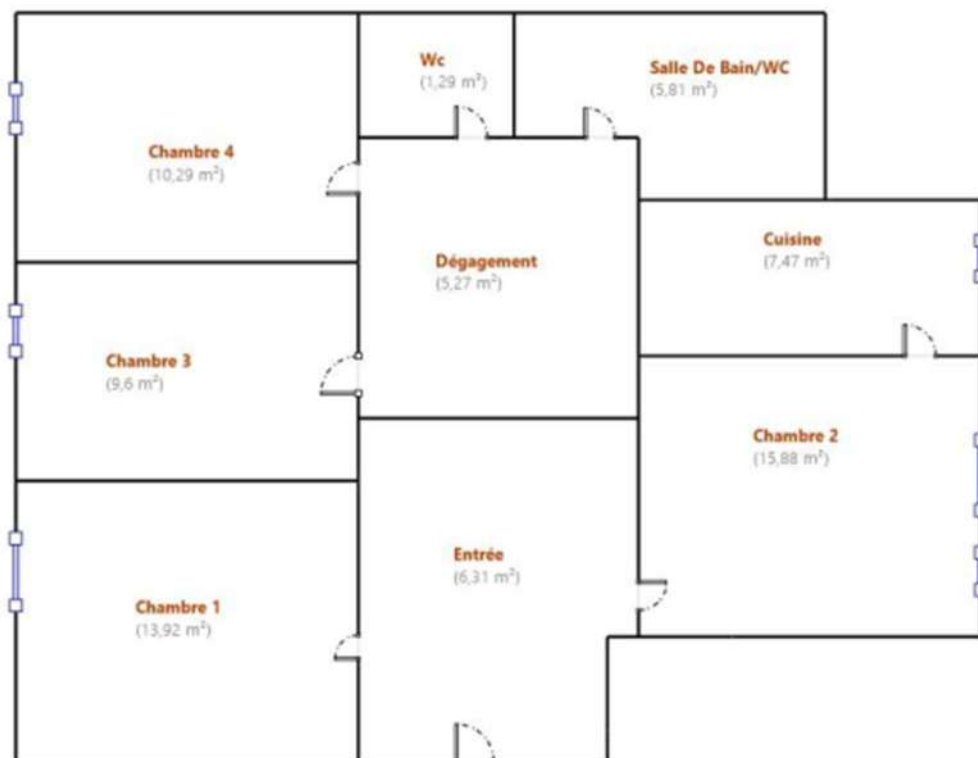 Wc
(1,29 m²)
Salle De Bain/WC
(5,81 m²)
Chambre 4
(10,29 m²)
Cuisine
(7,47 m²)
Dégagement
(5,27 m²)
Chambre 3
(9,6 m²)
Chambre 2
(15,88 m²)
Entrée
(6,31 m²)
Chambre 1
(13,92 m²)